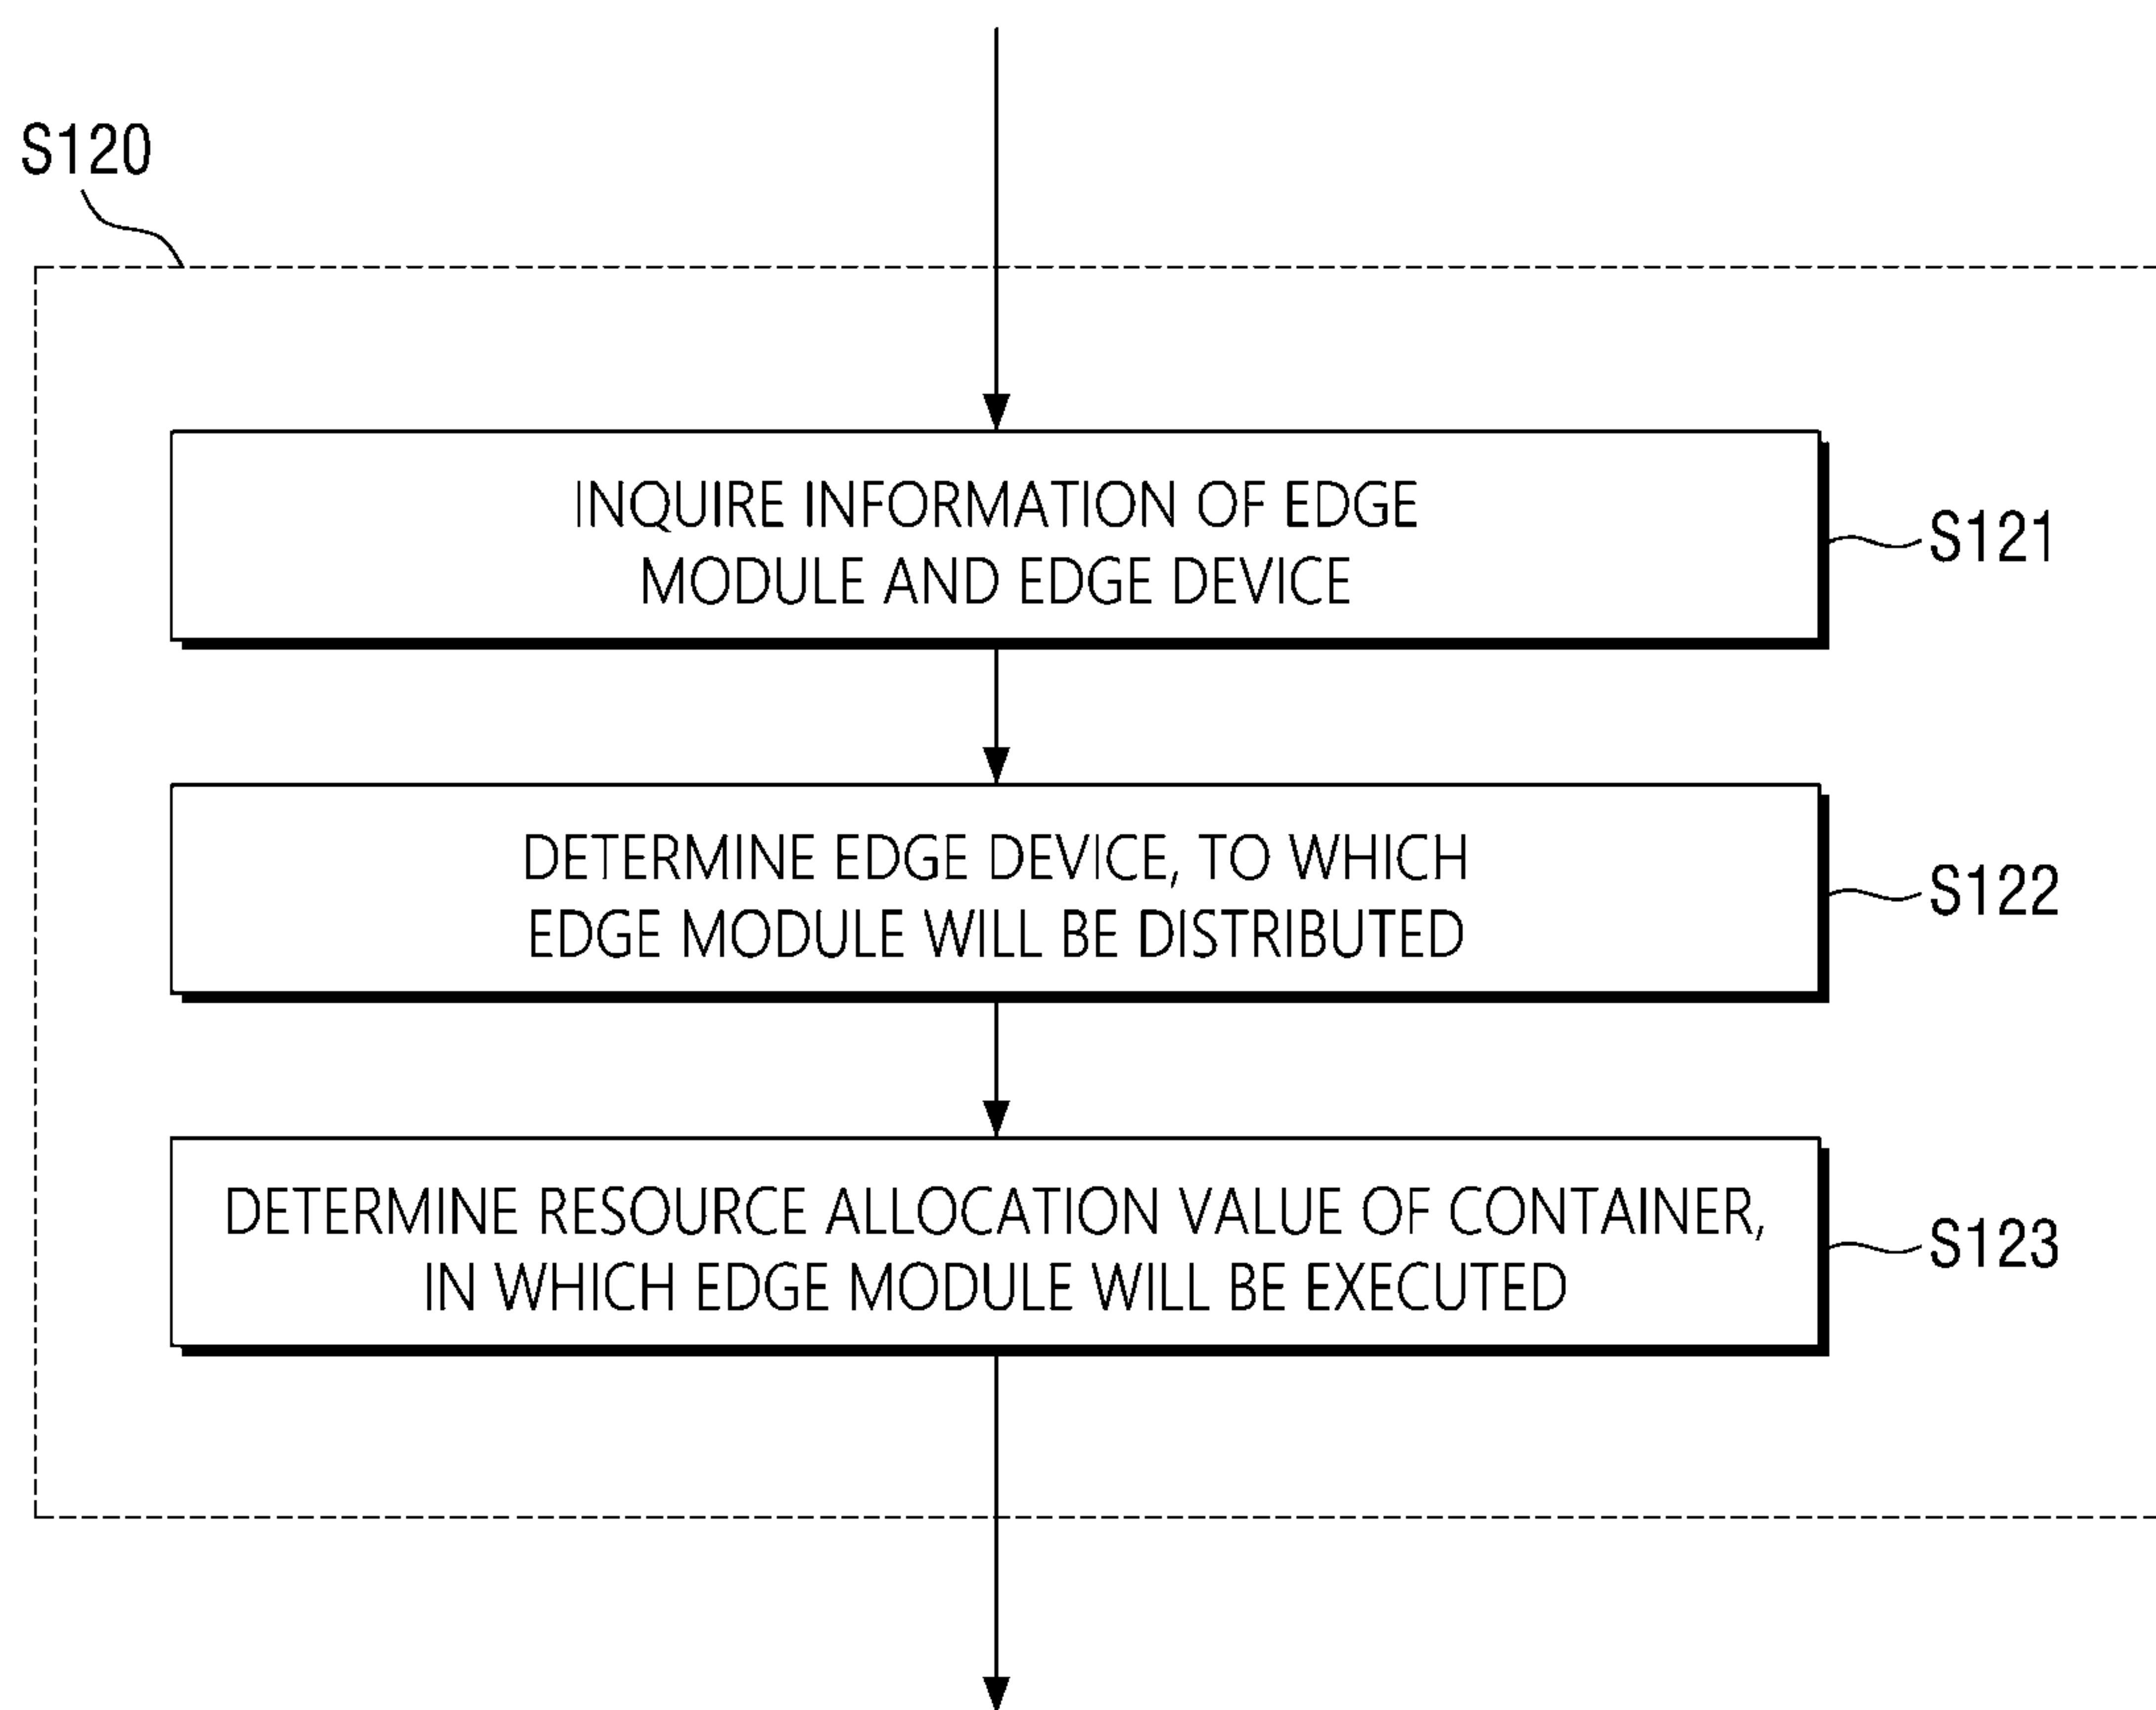 S120
INQUIRE INFORMATION OF EDGE
MODULE AND EDGE DEVICE
S121
DETERMINE EDGE DEVICE, TO WHICH
EDGE MODULE WILL BE DISTRIBUTED
S122
DETERMINE RESOURCE ALLOCATION VALUE OF CONTAINER,
IN WHICH EDGE MODULE WILL BE EXECUTED
S123